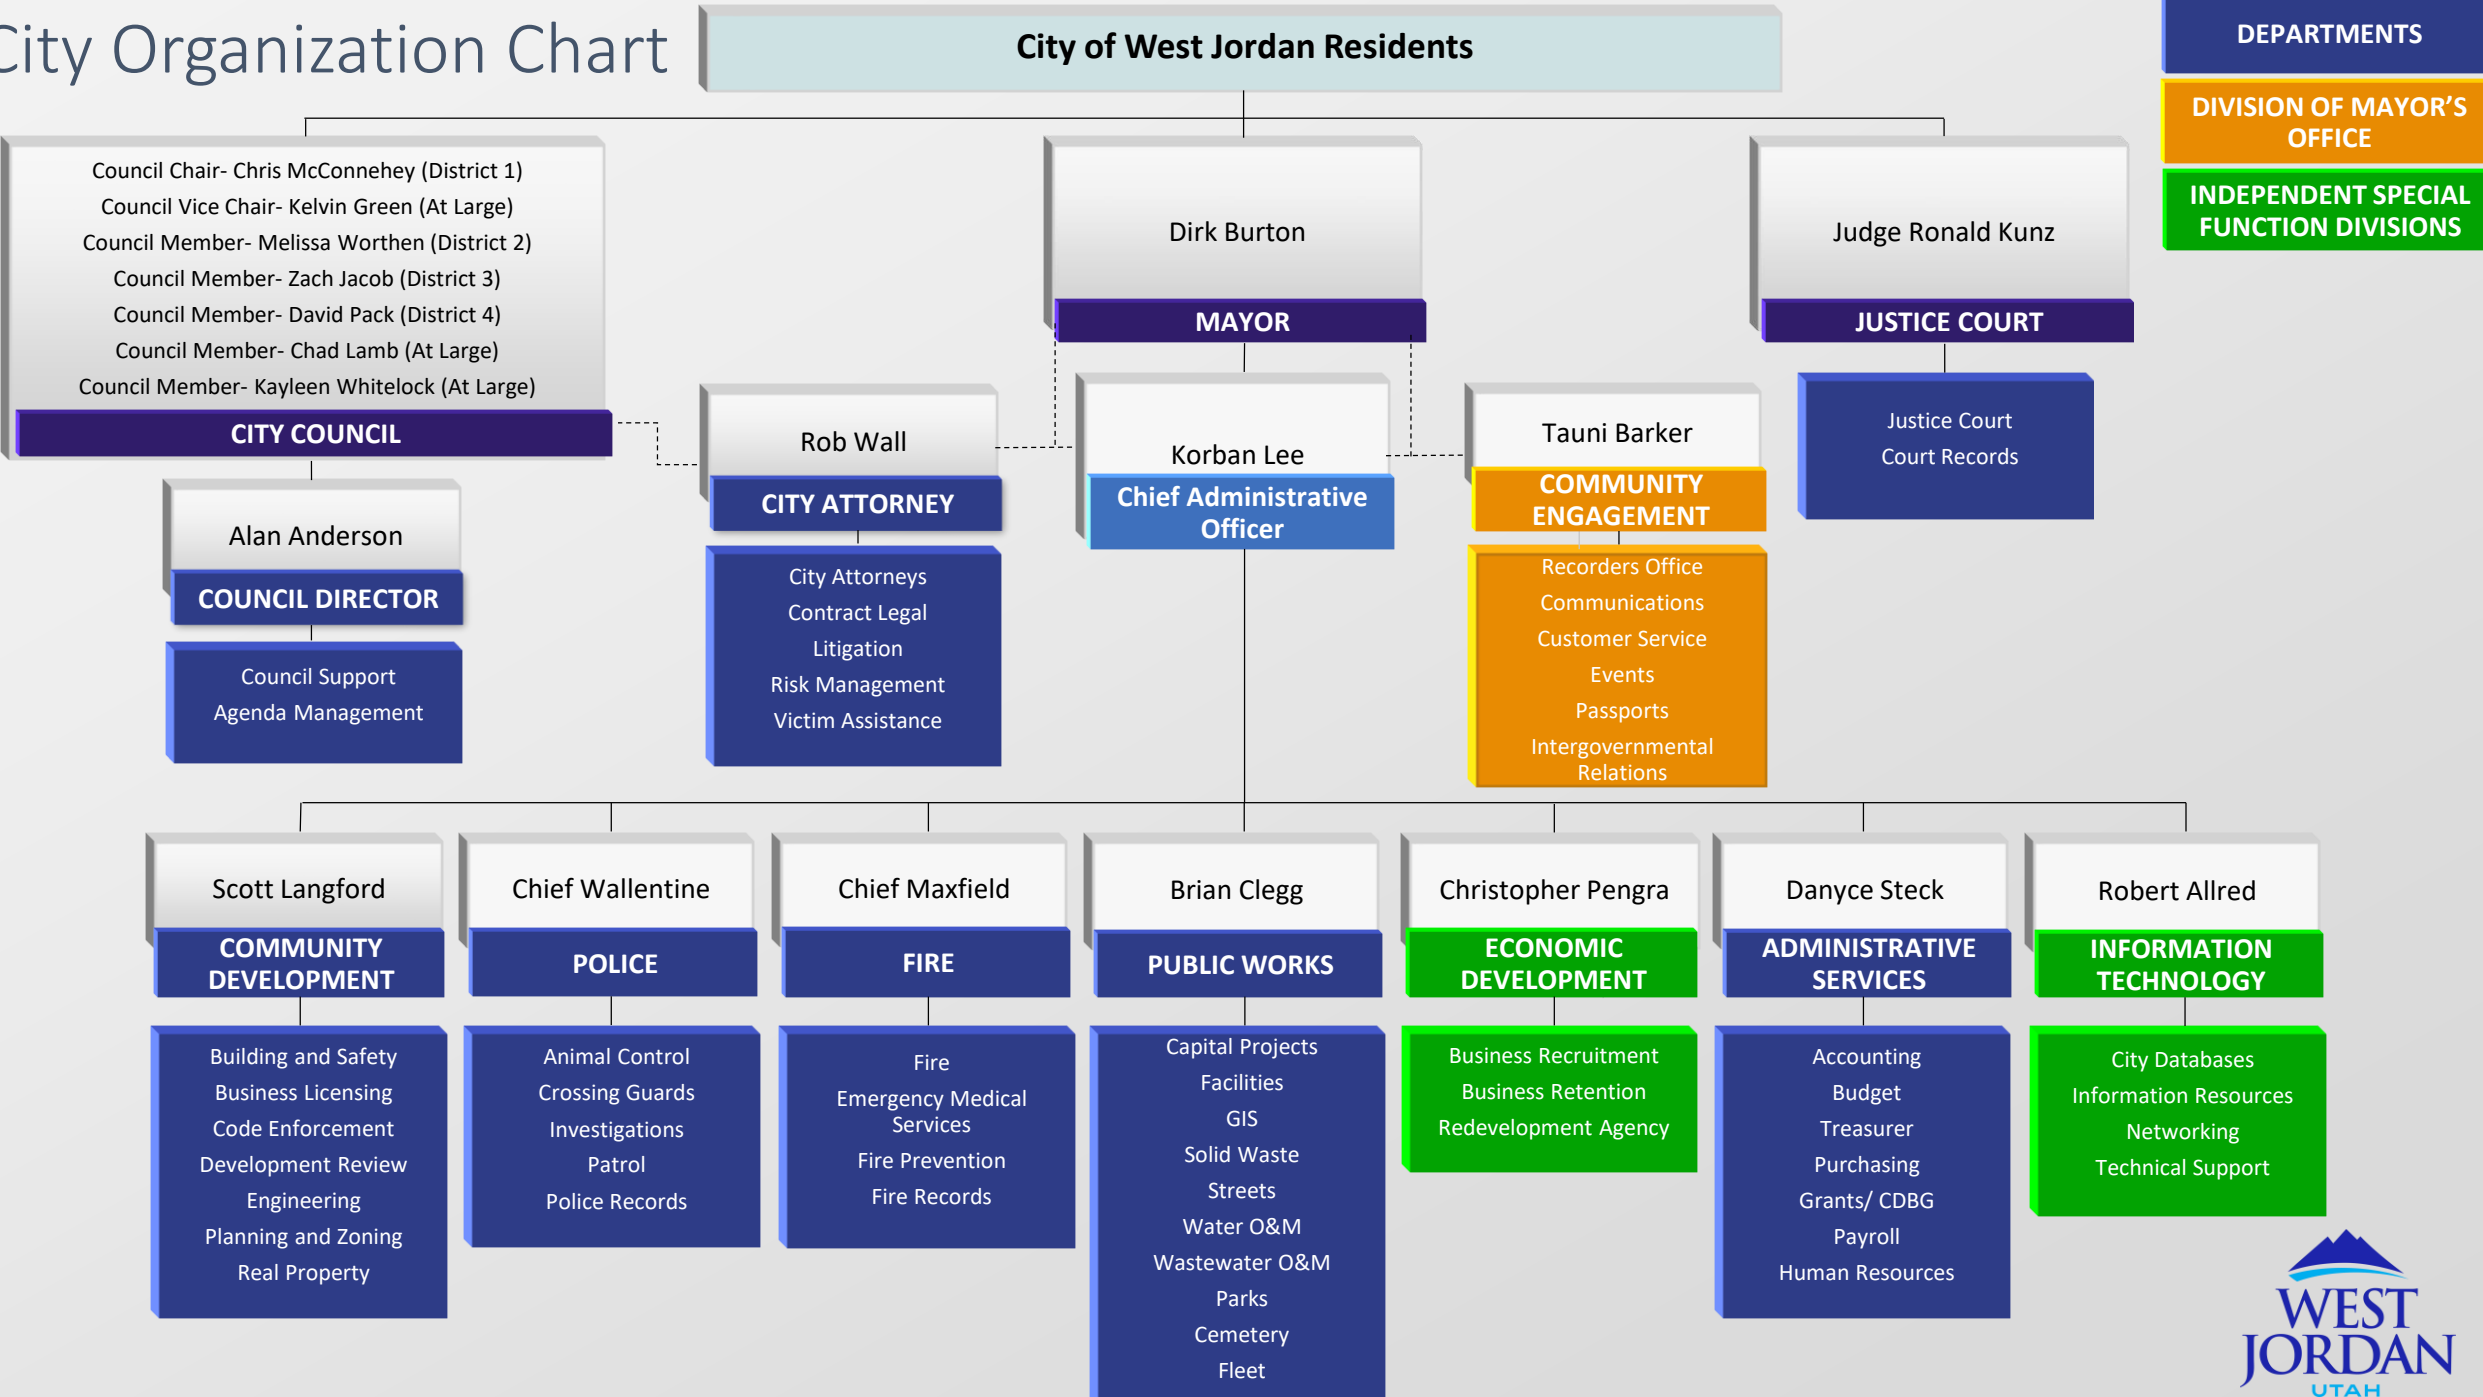 City Organization Chart
City of West Jordan Residents
DEPARTMENTS
DIVISION OF MAYOR'S
OFFICE
INDEPENDENT SPECIAL
FUNCTION DIVISIONS
Council Chair- Chris McConnehey (District 1)
Council Vice Chair- Kelvin Green (At Large)
Council Member- Melissa Worthen (District 2)
Council Member- Zach Jacob (District 3)
Council Member- David Pack (District 4)
Council Member- Chad Lamb (At Large)
Council Member- Kayleen Whitelock (At Large)
CITY COUNCIL
Dirk Burton
MAYOR
Judge Ronald Kunz
JUSTICE COURT
Justice Court
Court Records
Alan Anderson
COUNCIL DIRECTOR
Council Support
Agenda Management
Rob Wall
CITY ATTORNEY
City Attorneys
Contract Legal
Litigation
Risk Management
Victim Assistance
Korban Lee
Chief Administrative
Officer
Tauni Barker
COMMUNITY
ENGAGEMENT
Recorders Office
Communications
Customer Service
Events
Passports
Intergovernmental
Relations
Scott Langford
COMMUNITY
DEVELOPMENT
Building and Safety
Business Licensing
Code Enforcement
Development Review
Engineering
Planning and Zoning
Real Property
Chief Wallentine
POLICE
Animal Control
Crossing Guards
Investigations
Patrol
Police Records
Chief Maxfield
FIRE
Fire
Emergency Medical
Services
Fire Prevention
Fire Records
Brian Clegg
PUBLIC WORKS
Capital Projects
Facilities
GIS
Solid Waste
Streets
Water O&M
Wastewater O&M
Parks
Cemetery
Fleet
Christopher Pengra
ECONOMIC
DEVELOPMENT
Business Recruitment
Business Retention
Redevelopment Agency
Danyce Steck
ADMINISTRATIVE
SERVICES
Accounting
Budget
Treasurer
Purchasing
Grants/ CDBG
Payroll
Human Resources
Robert Allred
INFORMATION
TECHNOLOGY
City Databases
Information Resources
Networking
Technical Support
WEST
JORDAN
UTAH